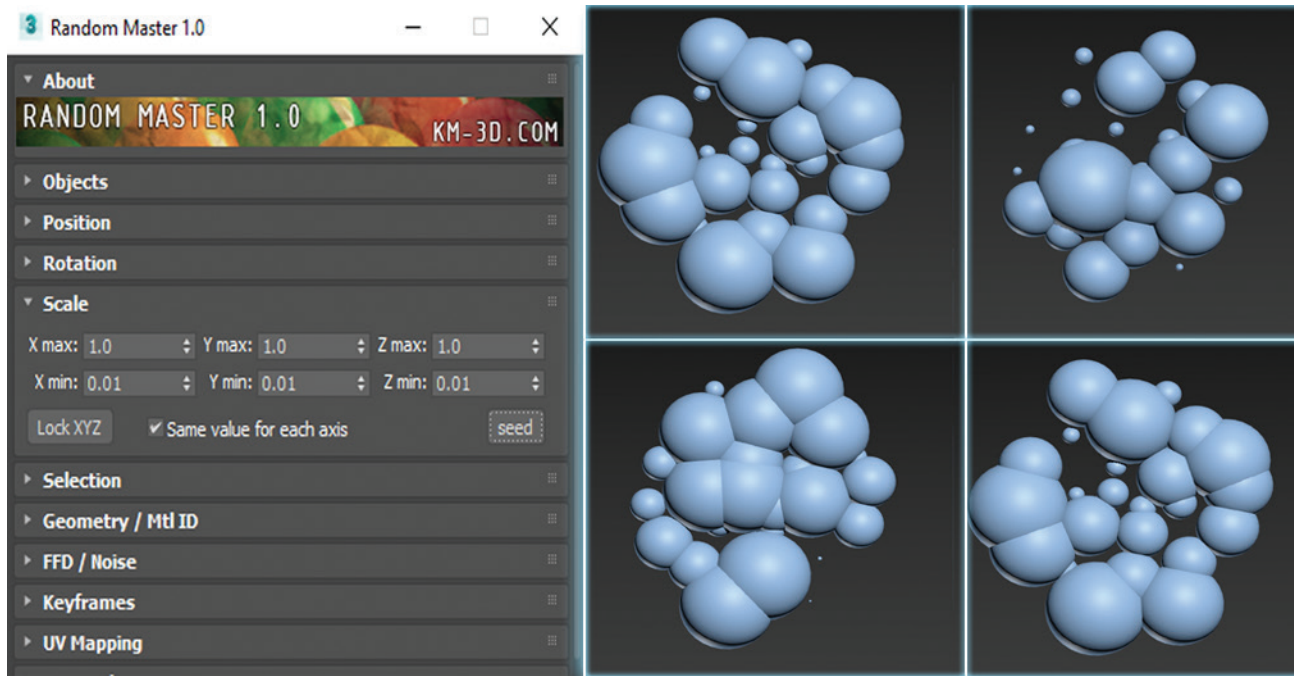 Random Master 1.0
About
RANDOM MASTER 1.0
KM-3D.COM
Objects
Position
Rotation
Scale
X max: 1.0 Y max: 1.0 Z max: 1.0
X min: 0.01 Y min: 0.01 Z min: 0.01
Lock XYZ Same value for each axis seed
Selection
Geometry / Mtl ID
FFD / Noise
Keyframes
UV Mapping